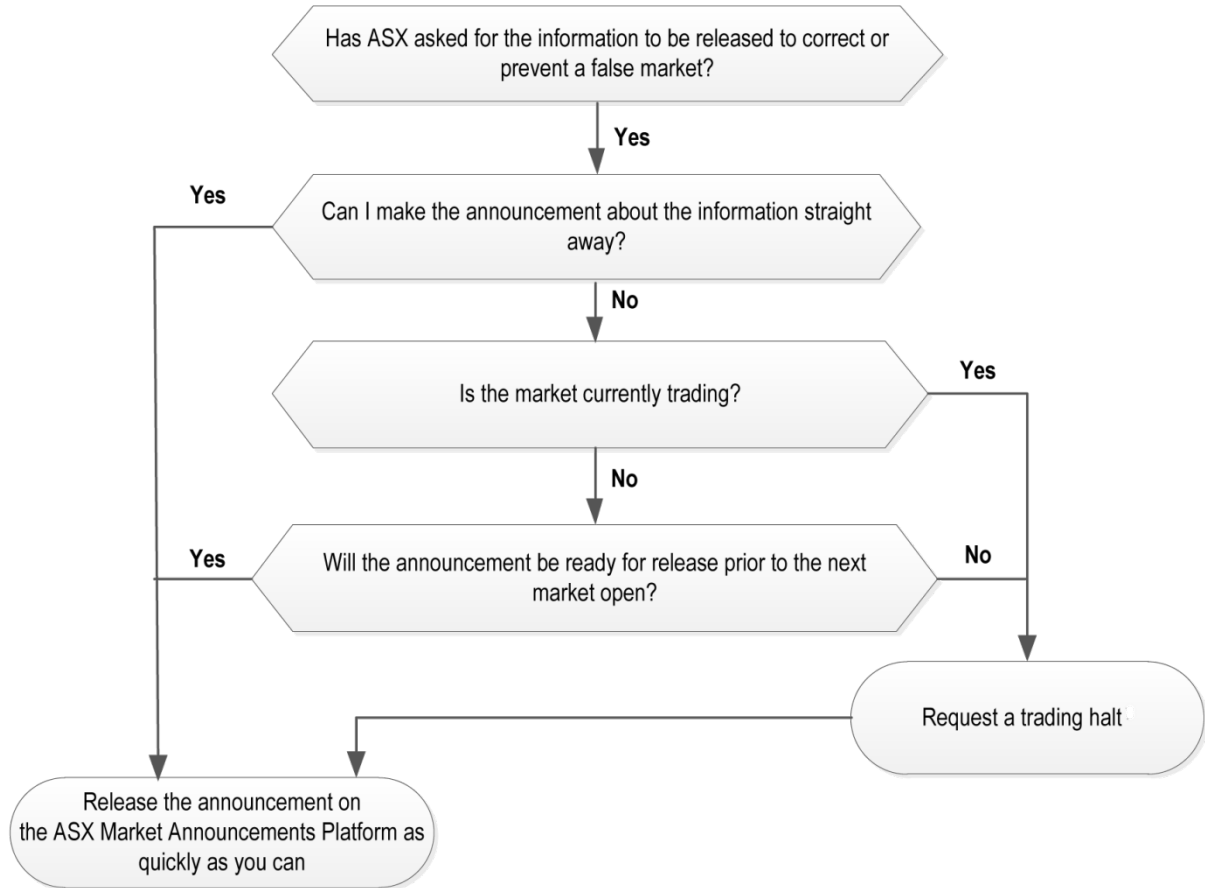 Has ASX asked for the information to be released to correct or
prevent a false market?
Yes
Yes
Can I make the announcement about the information straight
away?
No
Is the market currently trading?
Yes
No
Yes
Will the announcement be ready for release prior to the next
market open?
No
Request a trading halt
Release the announcement on
the ASX Market Announcements Platform as
quickly as you can